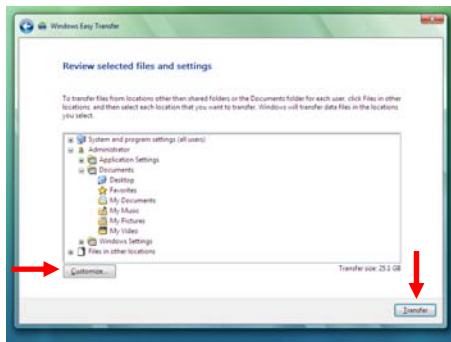 Windows Easy Transfer
Review selected files and settings
To transfer files from locations other then shared folders or the Documents folder for each user, click Files in other
locations, and then select each location that you want to transfer. Windows will transfer data files in the locations
you select.
System and program settings (all users)
Administrator
Application Settings
Documents
Desktop
Favorites
My Documents
My Music
My Pictures
My Video
Windows Settings
Files in other locations
Customize...
Transfer size: 25.1 GB
Transfer